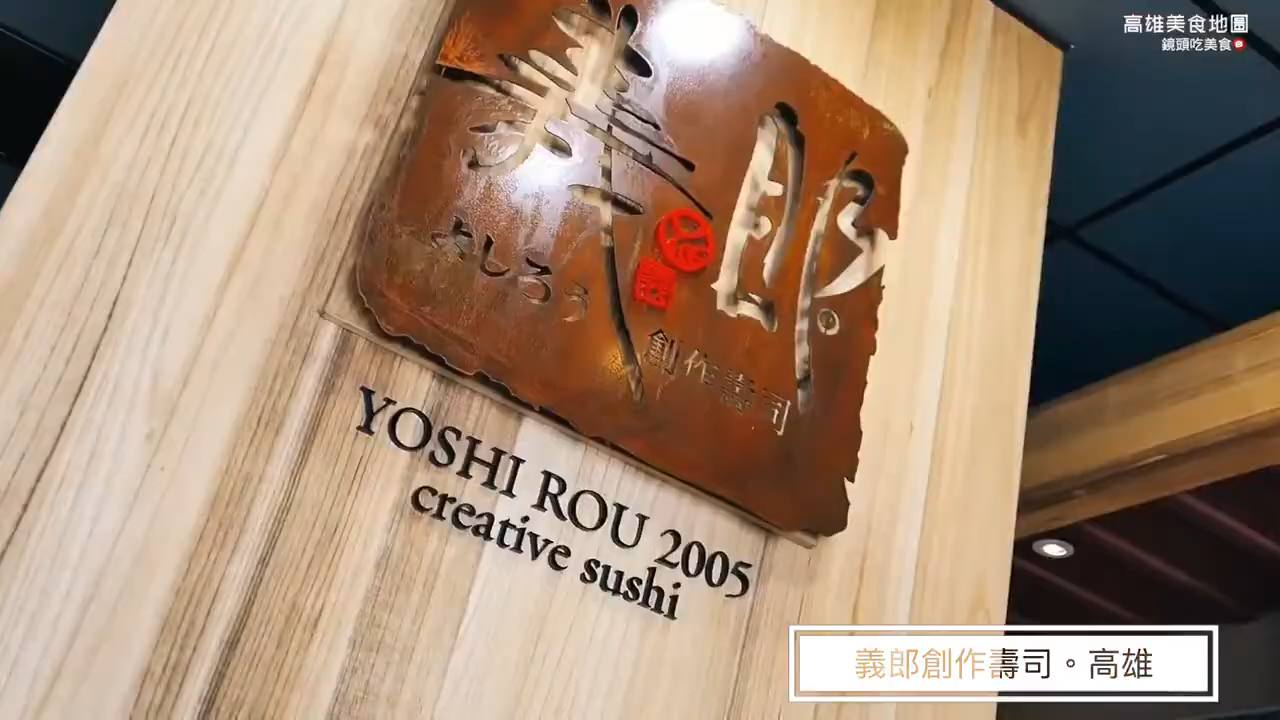 高雄美食地圖
鏡頭吃美食
義郎
よしろう
創作壽司
YOSHI ROU 2005
creative sushi
義郎創作壽司。高雄